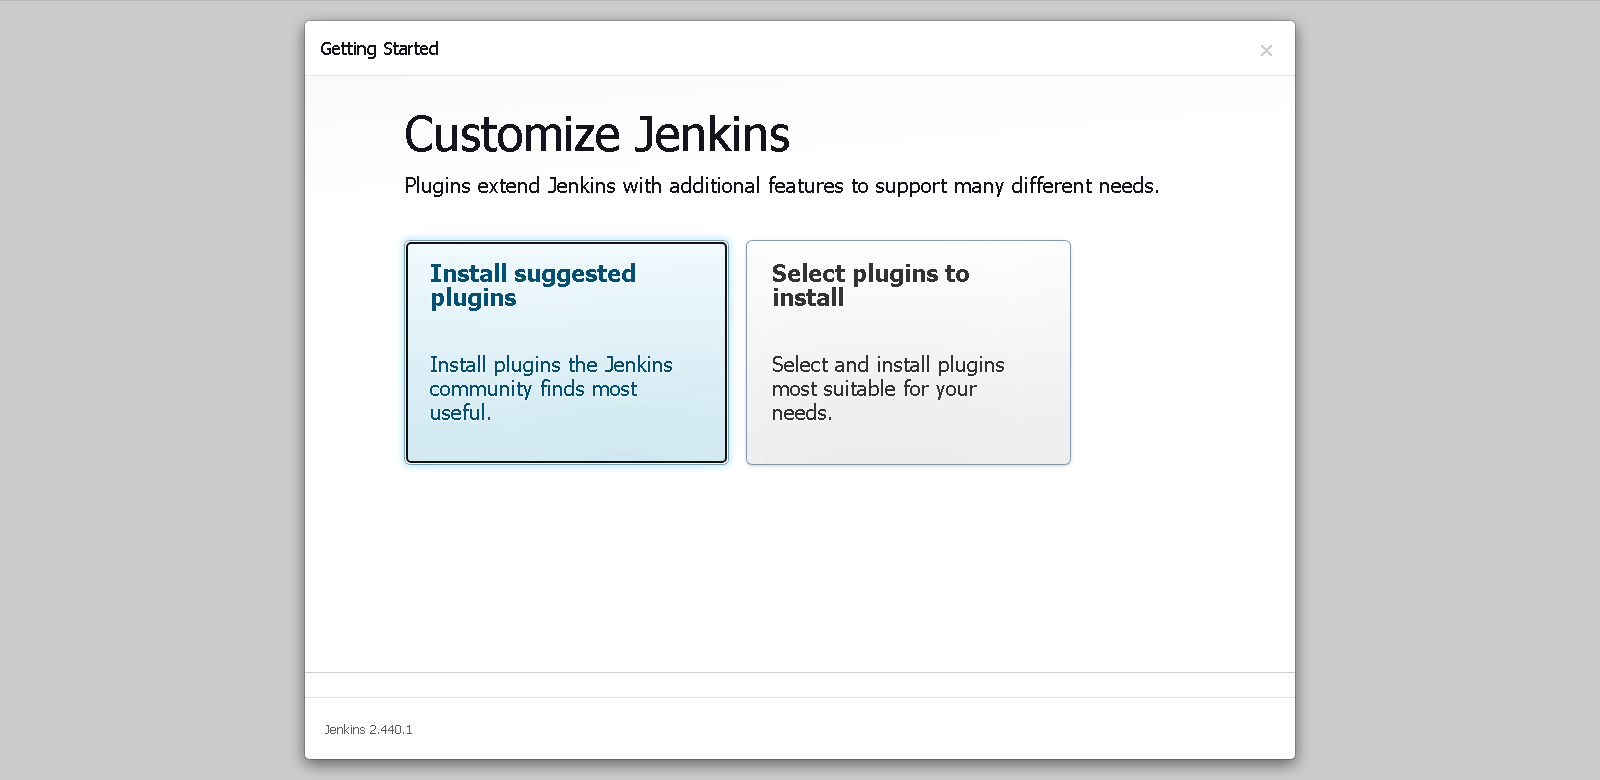 Getting Started
×
Customize Jenkins
Plugins extend Jenkins with additional features to support many different needs.
Install suggested
plugins
Install plugins the Jenkins
community finds most
useful.
Select plugins to
install
Select and install plugins
most suitable for your
needs.
Jenkins 2.440.1